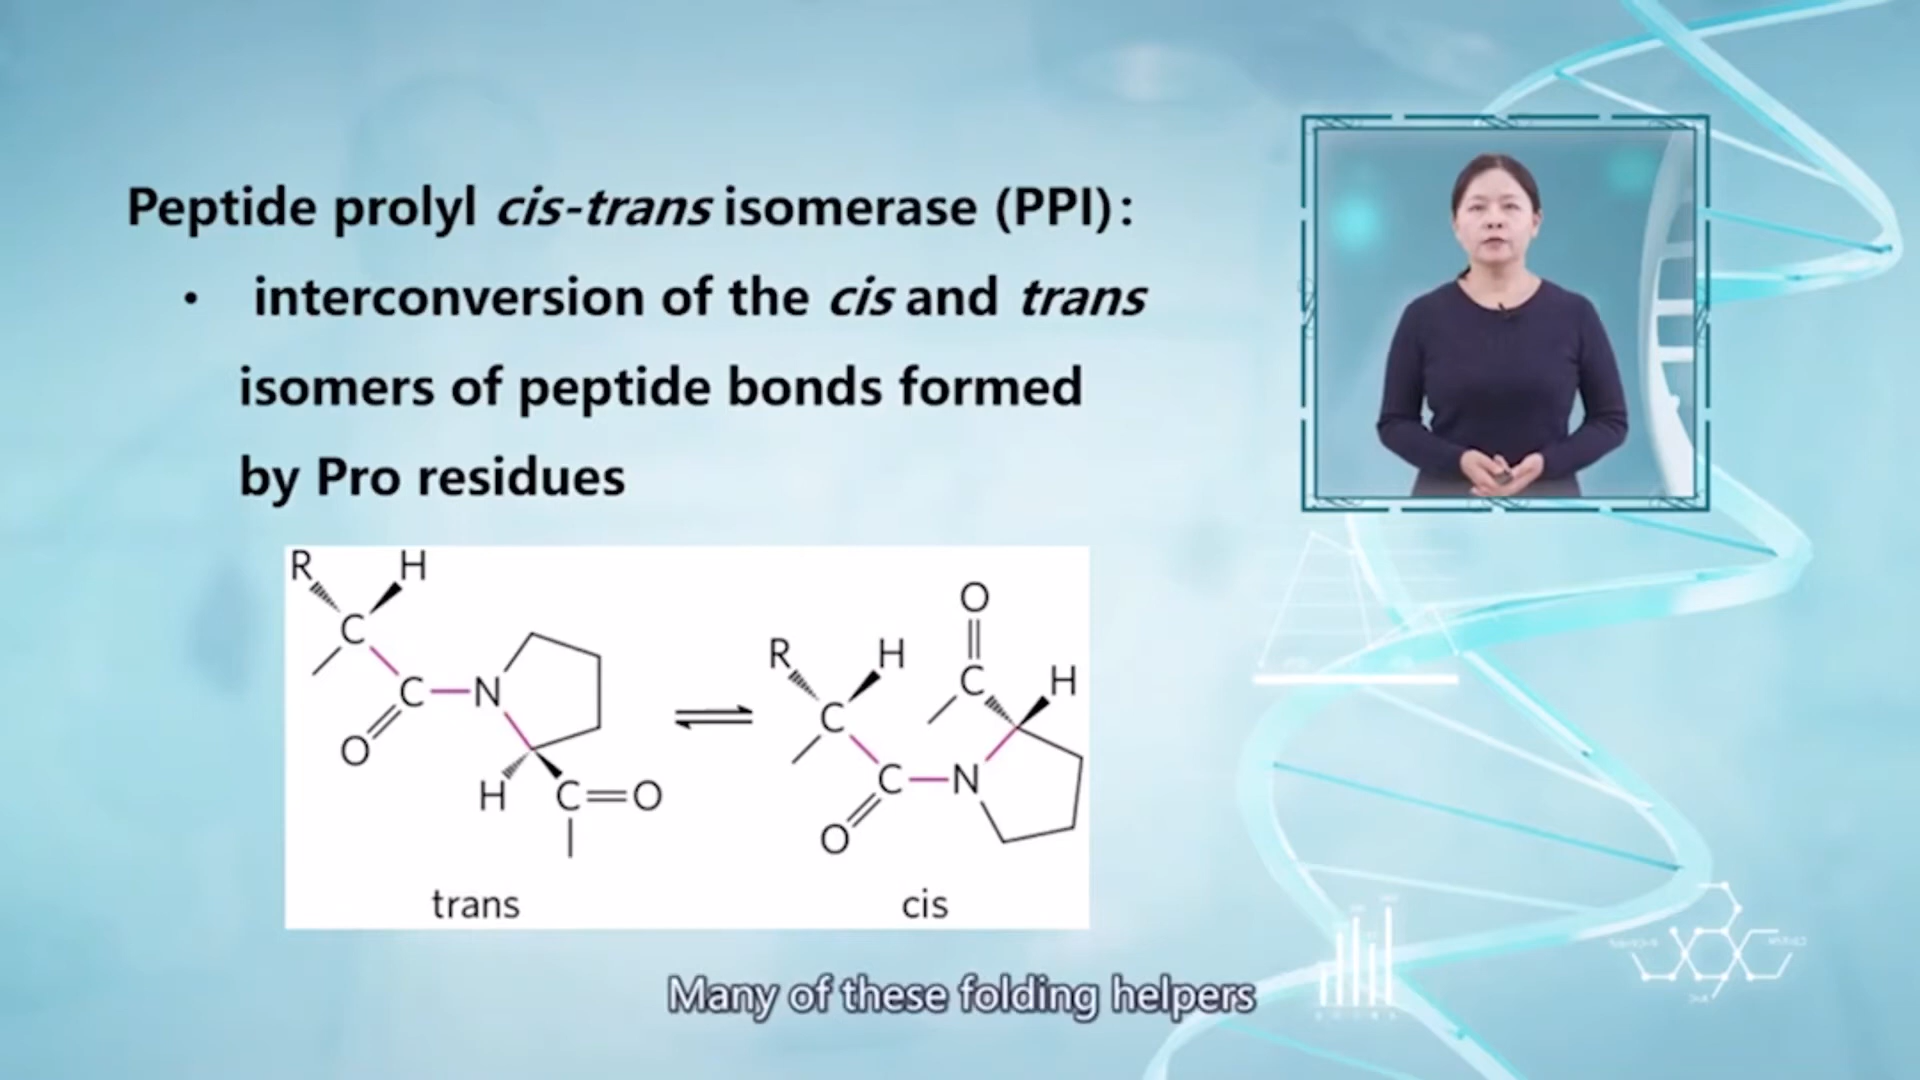 Peptide prolyl cis-trans isomerase (PPI):
• interconversion of the cis and trans
isomers of peptide bonds formed
by Pro residues
R H
C
C N
O
H C=O
trans
O
R H C H
C
C N
O
cis
Many of these folding helpers